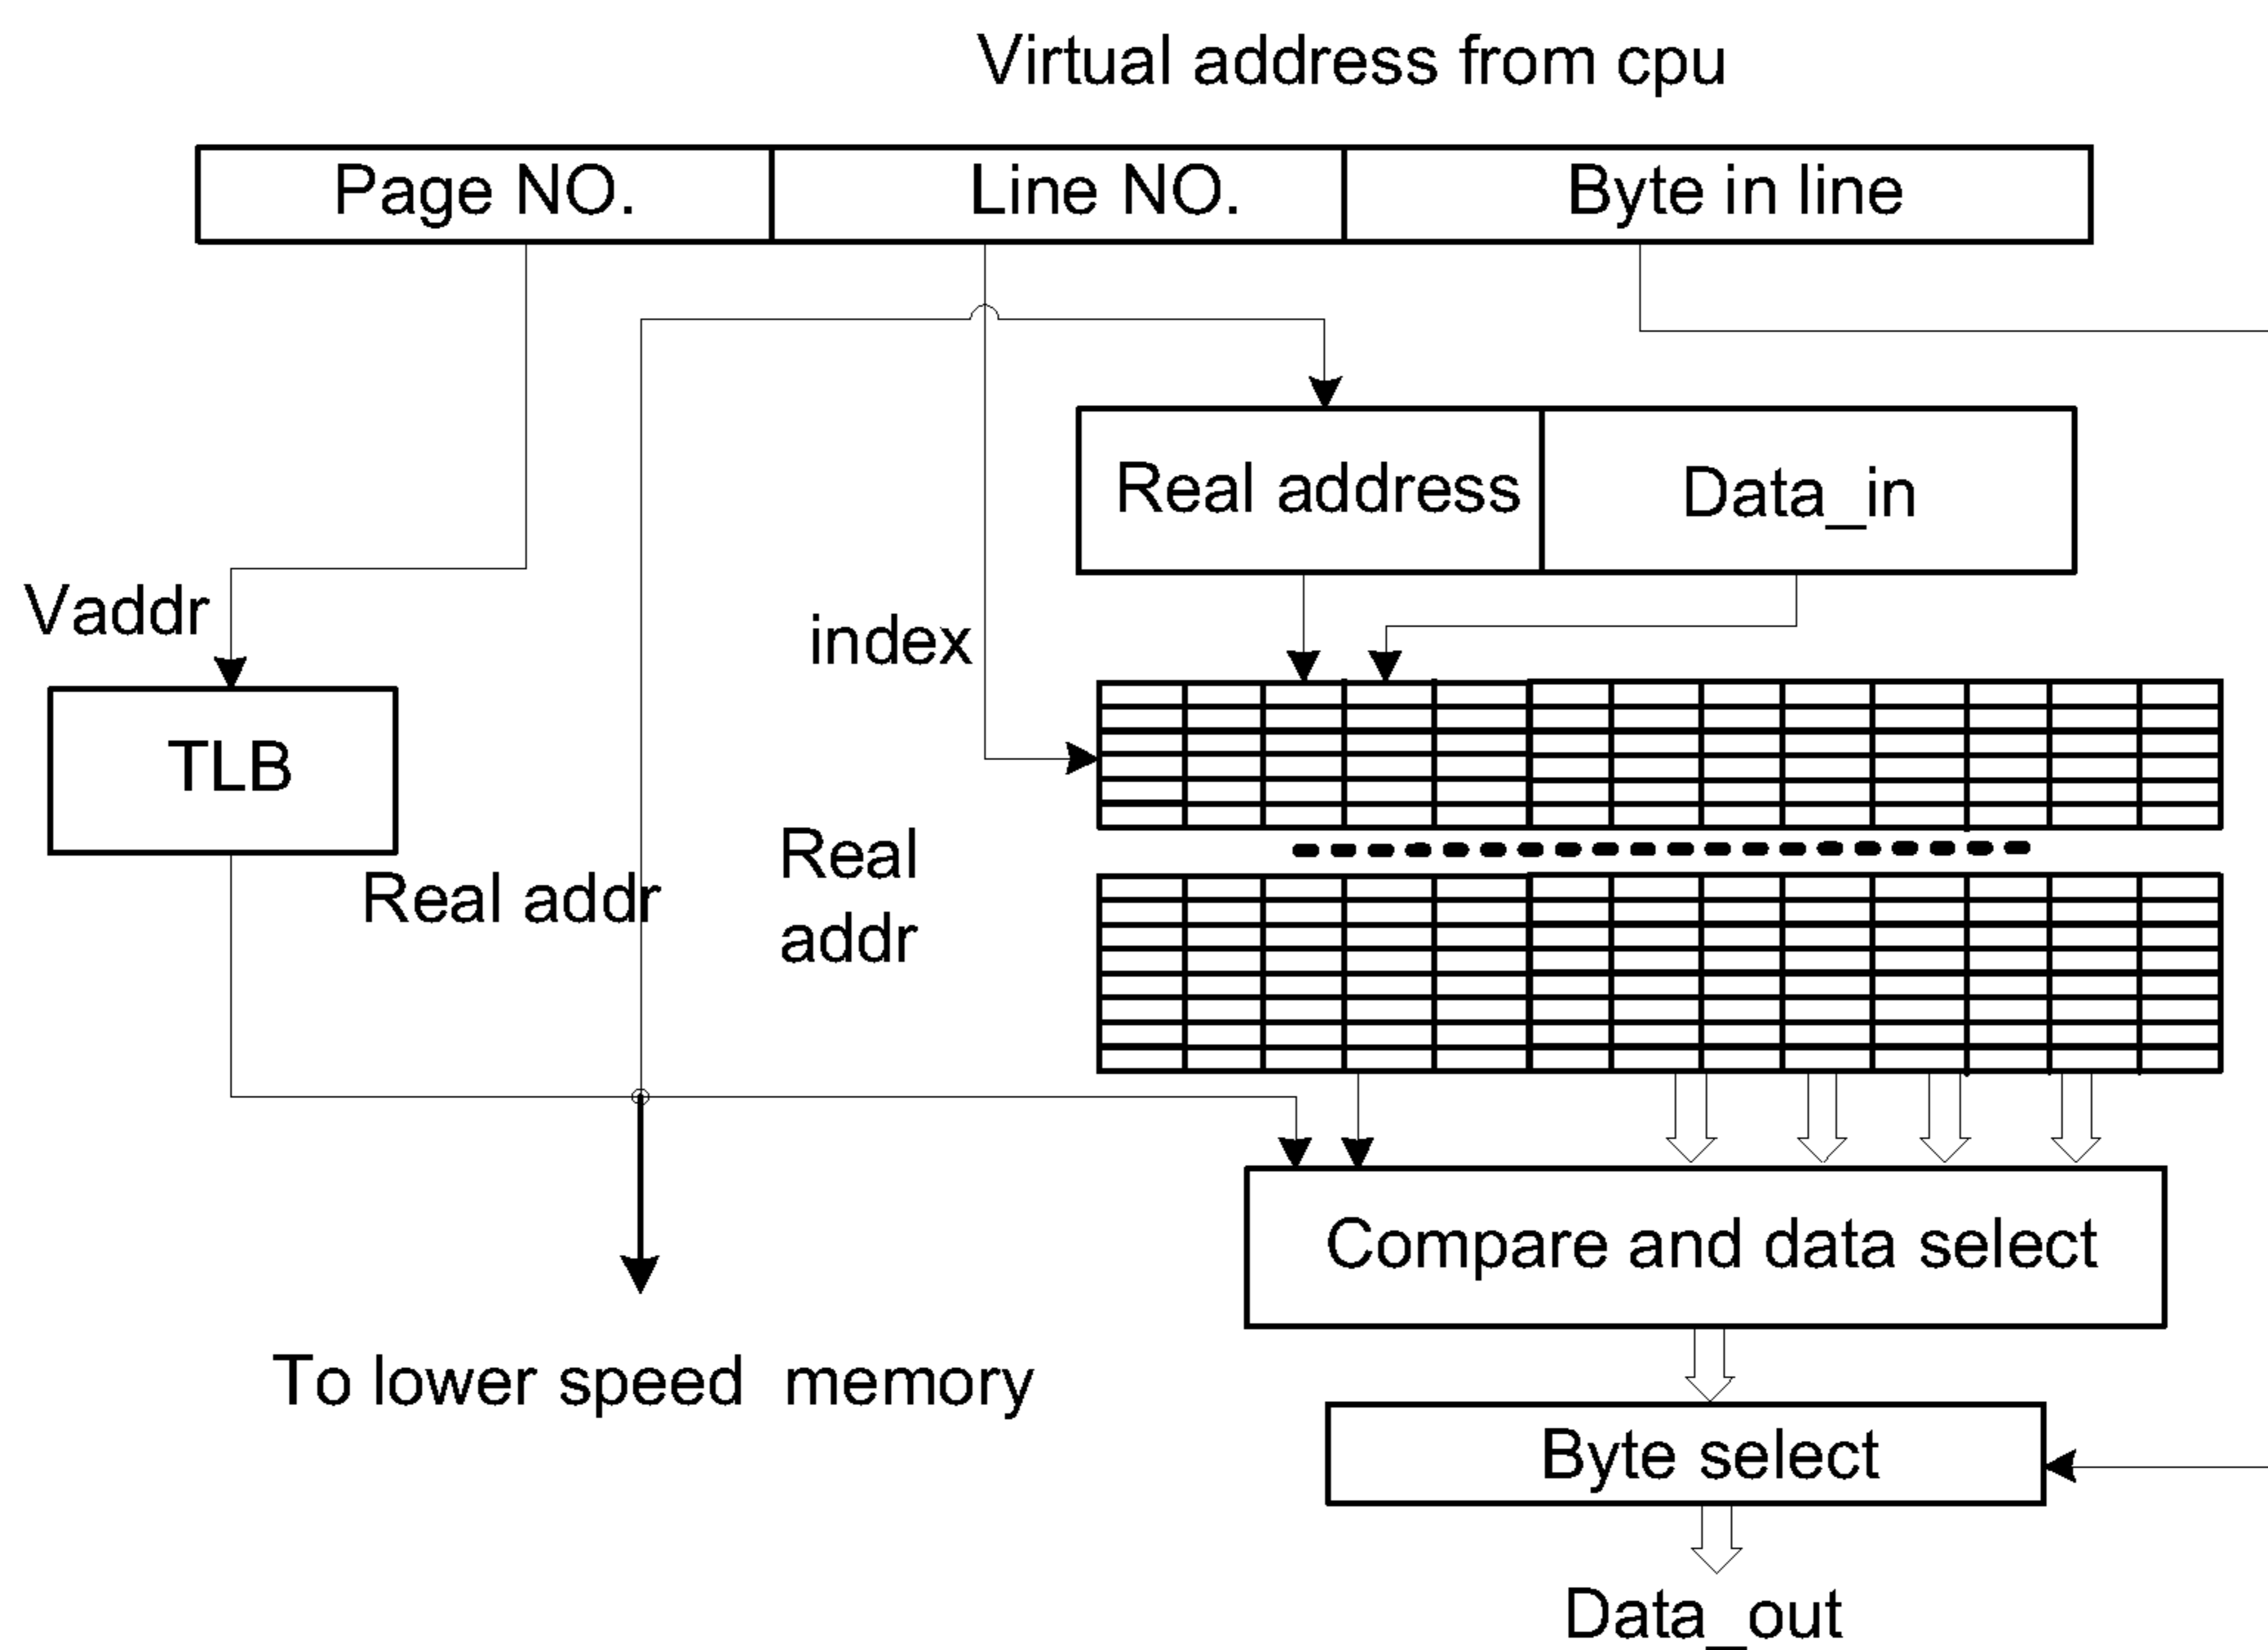 Virtual address from cpu
Page NO. Line NO. Byte in line
Real address Data_in
Vaddr
index
TLB
Real addr
Real
addr
Compare and data select
To lower speed memory
Byte select
Data_out